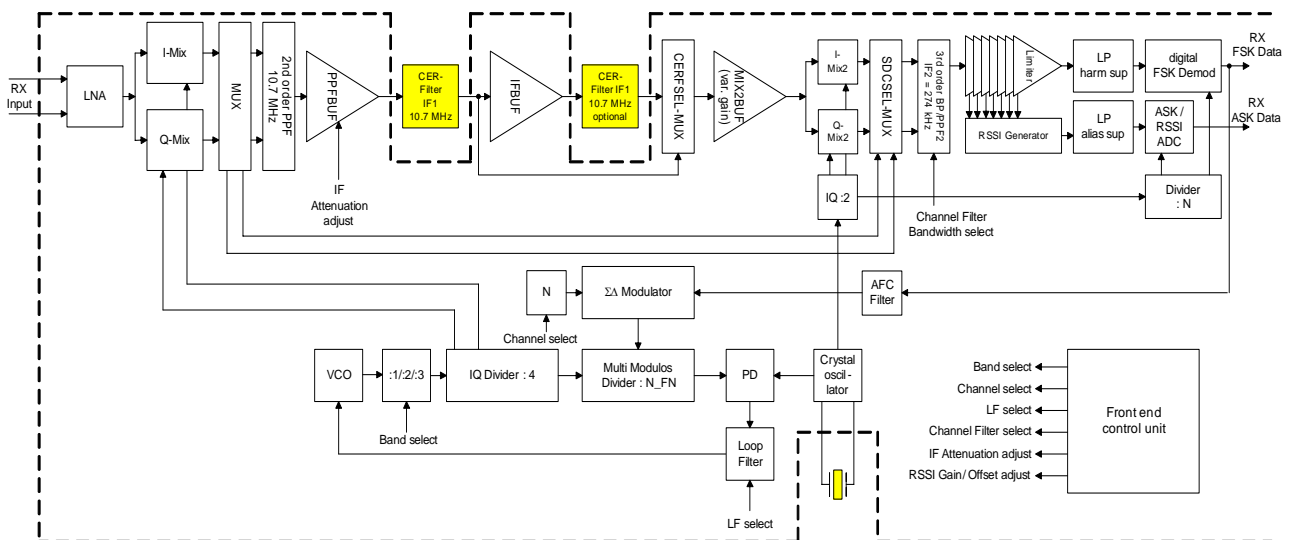 RX
Input
LNA
I-Mix
Q-Mix
MUX
2nd order PPF
10.7 MHz
PPFBUF
IF
Attenuation
adjust
CER-
Filter
IF1
10.7 MHz
IFBUF
CER-
Filter IF1
10.7 MHz
optional
CERFSEL-MUX
MIX2BUF
(var. gain)
I-
Mix2
Q-
Mix2
IQ :2
SDCSEL-MUX
3rd order BP/PPF2
IF2 = 274 kHz
Channel Filter
Bandwidth select
Limiter
RSSI Generator
LP
harm sup
LP
alias sup
digital
FSK Demod
ASK /
RSSI
ADC
Divider
: N
RX
FSK Data
RX
ASK Data
N
Channel select
ΣΔ Modulator
AFC
Filter
VCO
:1/:2/:3
Band select
IQ Divider : 4
Multi Modulos
Divider : N_FN
PD
Crystal
oscil -
lator
Loop
Filter
LF select
Band select
Channel select
LF select
Channel Filter select
IF Attenuation adjust
RSSI Gain/ Offset adjust
Front end
control unit